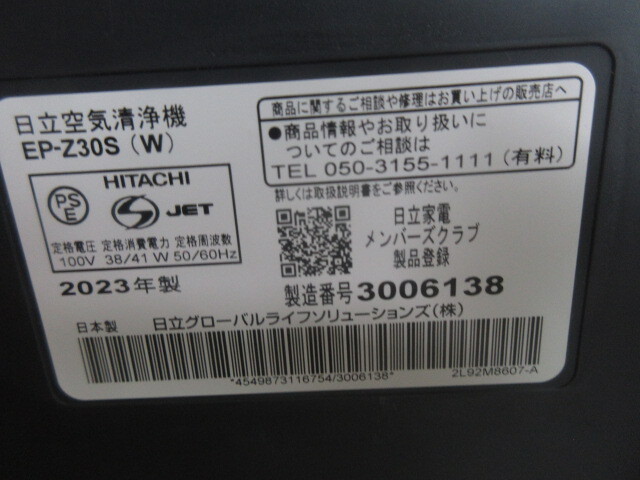 日立空気清浄機
EP-Z30S (W)
商品に関するご相談や修理はお買い上げの販売店へ
●商品情報やお取り扱いに
ついてのご相談は
TEL 050-3155-1111 (有料)
詳しくは取扱説明書をご参照ください。
PS
E
HITACHI
S JET
定格電圧 定格消費電力 定格周波数
100V 38/41 W 50/60Hz
2023年製
日立家電
メンバーズクラブ
製品登録
製造番号 3006138
日本製 日立グローバルライフソリューションズ(株)
*4549873116754/3006138*
2L92M8607-A